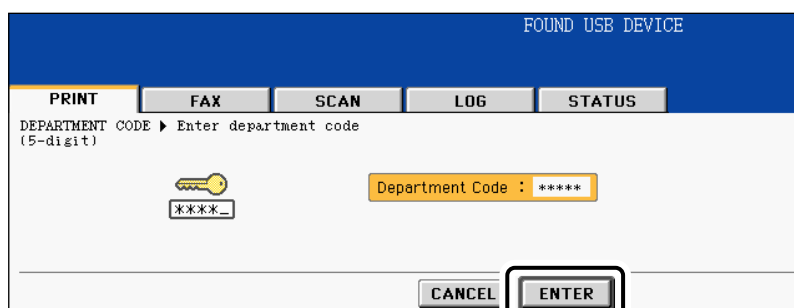 FOUND USB DEVICE
PRINT FAX SCAN LOG STATUS
DEPARTMENT CODE ▶ Enter department code
(5-digit)
Department Code : *****
****_
CANCEL ENTER